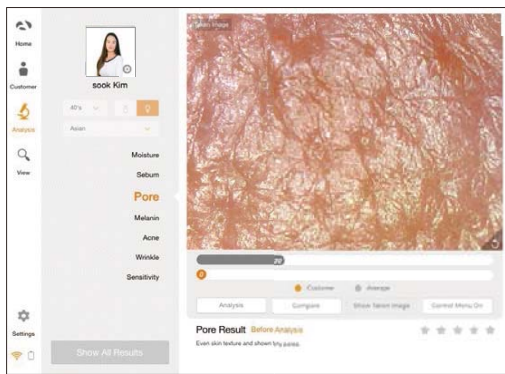 Home
Customer
Analysis
View
Settings
sook Kim
40's
Asian
Moisture
Sebum
Pore
Melanin
Acne
Wrinkle
Sensitivity
Show All Results
Taken Image
20
0
Customer
Average
Analysis
Compare
Show Taken Image
Control Menu On
Pore Result Before Analysis
Even skin texture and shown tiny pores.